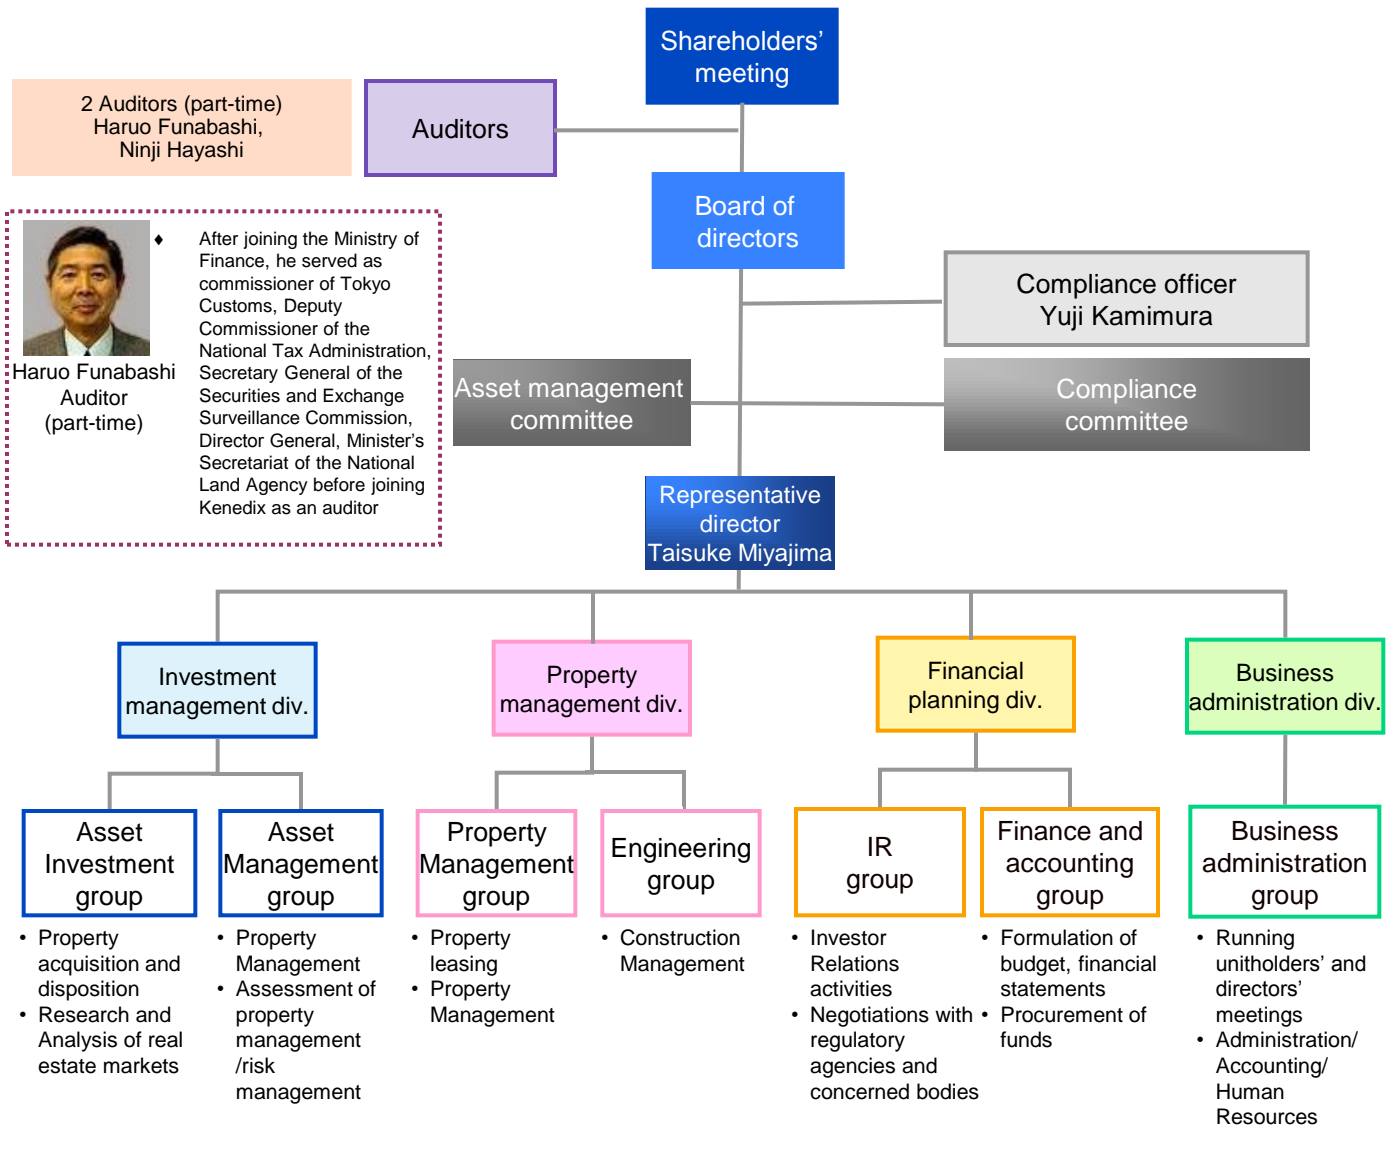 Shareholders’
meeting
2 Auditors (part-time)
Haruo Funabashi,
Ninji Hayashi
Auditors
Board of
directors
♦ After joining the Ministry of
Finance, he served as
commissioner of Tokyo
Customs, Deputy
Commissioner of the
National Tax Administration,
Secretary General of the
Securities and Exchange
Surveillance Commission,
Director General, Minister’s
Secretariat of the National
Land Agency before joining
Kenedix as an auditor
Haruo Funabashi
Auditor
(part-time)
Compliance officer
Yuji Kamimura
Asset management
committee
Compliance
committee
Representative
director
Taisuke Miyajima
Investment
management div.
Property
management div.
Financial
planning div.
Business
administration div.
Asset
Investment
group
Asset
Management
group
Property
Management
group
Engineering
group
IR
group
Finance and
accounting
group
Business
administration
group
• Property
acquisition and
disposition
• Research and
Analysis of real
estate markets
• Property
Management
• Assessment of
property
management
/risk
management
• Property
leasing
• Property
Management
• Construction
Management
• Investor
Relations
activities
• Negotiations with
regulatory
agencies and
concerned bodies
• Formulation of
budget, financial
statements
• Procurement of
funds
• Running
unitholders’ and
directors’
meetings
• Administration/
Accounting/
Human
Resources